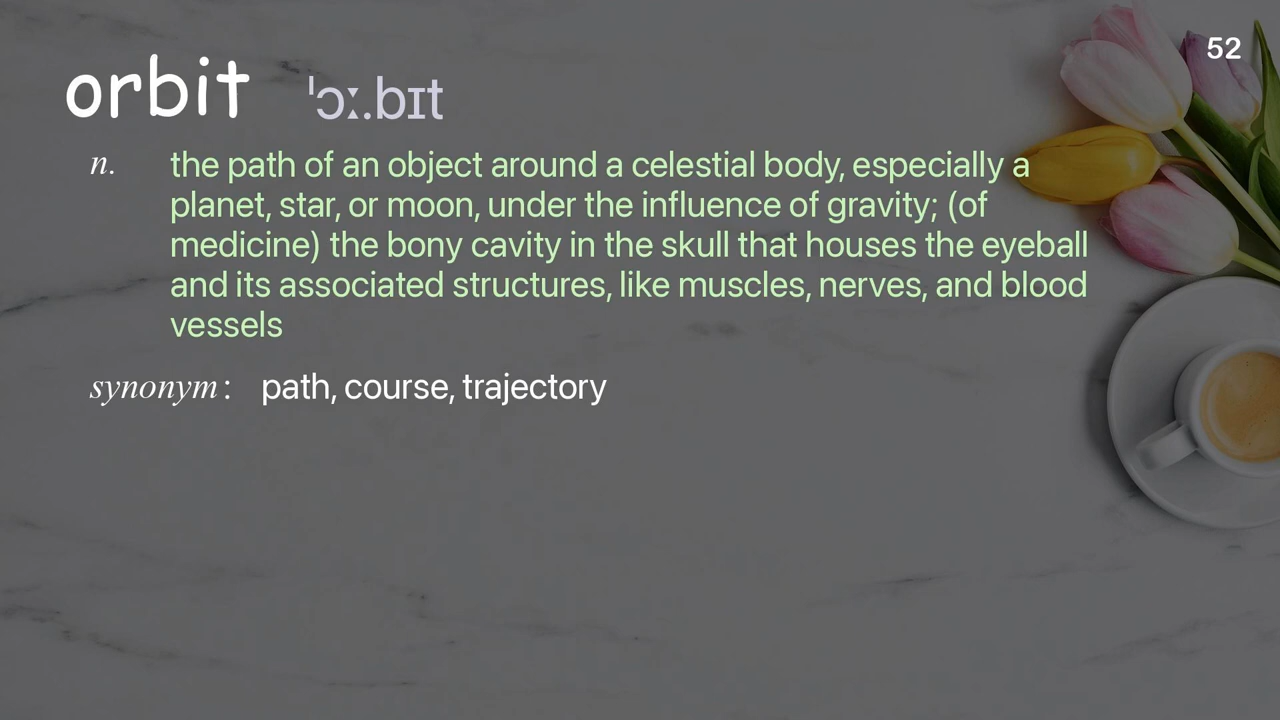 52
orbit ˈɔː.bɪt
n. the path of an object around a celestial body, especially a
planet, star, or moon, under the influence of gravity; (of
medicine) the bony cavity in the skull that houses the eyeball
and its associated structures, like muscles, nerves, and blood
vessels
synonym: path, course, trajectory